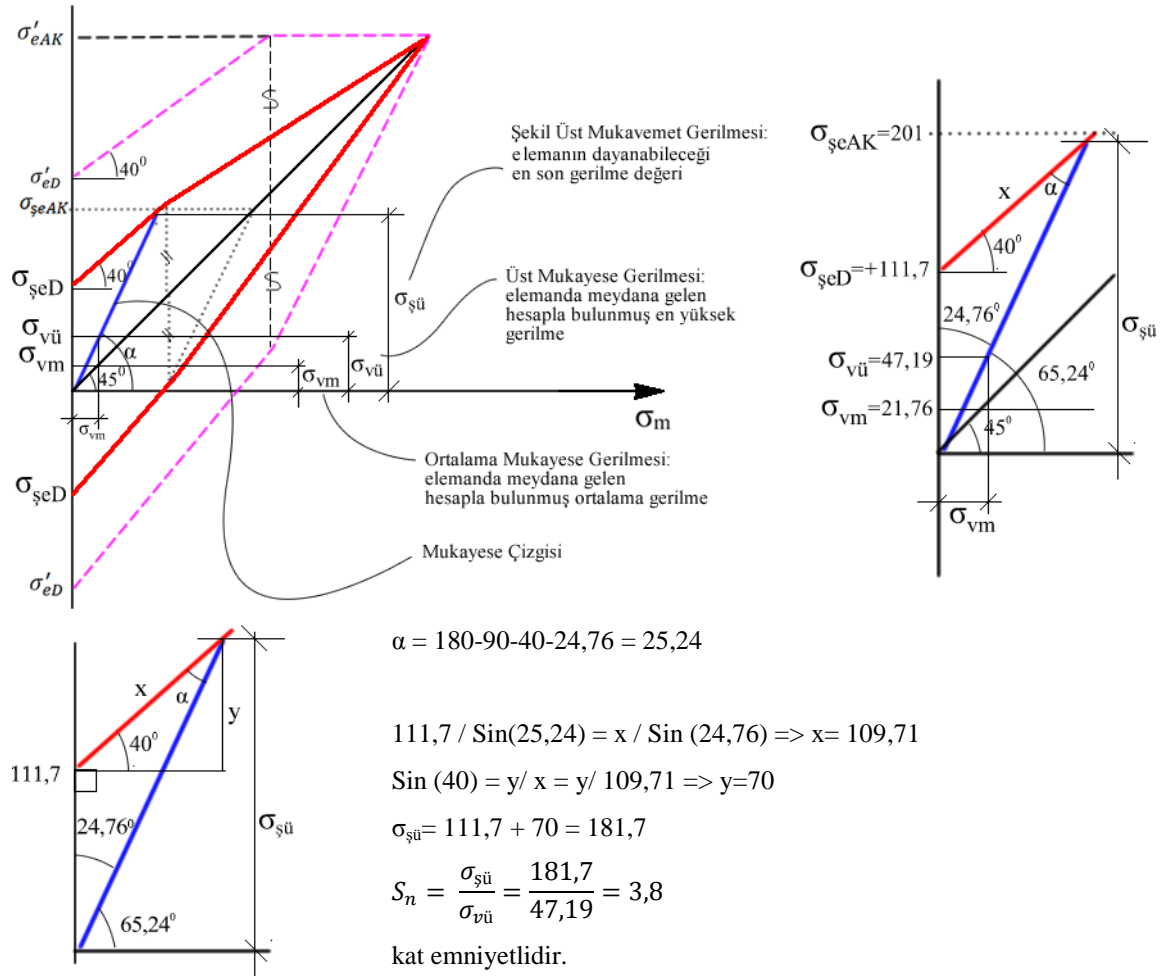 σ′eAK
σ′eD
40⁰
σşeAK
σşeD
40⁰
σvü
σvm
α
45⁰
σvm
S
S
=
=
σşeD
σ′eD
σm
σvm
σvü
σşü
Şekil Üst Mukavemet Gerilmesi:
elemanın dayanabileceği
en son gerilme değeri
Üst Mukayese Gerilmesi:
elemanda meydana gelen
hesapla bulunmuş en yüksek
gerilme
Ortalama Mukayese Gerilmesi:
elemanda meydana gelen
hesapla bulunmuş ortalama gerilme
Mukayese Çizgisi
σşeAK=201
x
α
40⁰
σşeD=+111,7
24,76⁰
σvü=47,19
65,24⁰
σvm=21,76
45⁰
σşü
σvm
x
α
y
40⁰
111,7
24,76⁰
σşü
65,24⁰
α = 180-90-40-24,76 = 25,24
111,7 / Sin(25,24) = x / Sin (24,76) => x= 109,71
Sin (40) = y/ x = y/ 109,71 => y=70
σşü= 111,7 + 70 = 181,7
Sn = σşü/σvü = 181,7/47,19 = 3,8
kat emniyetlidir.